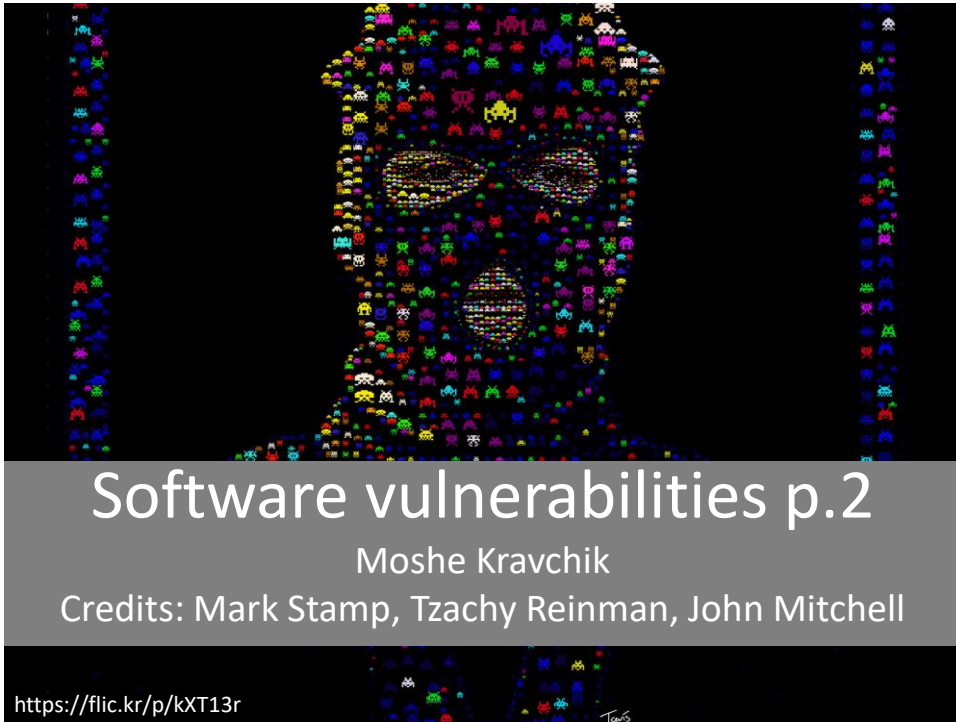 Software vulnerabilities p.2
Moshe Kravchik
Credits: Mark Stamp, Tzachy Reinman, John Mitchell
https://flic.kr/p/kXT13r